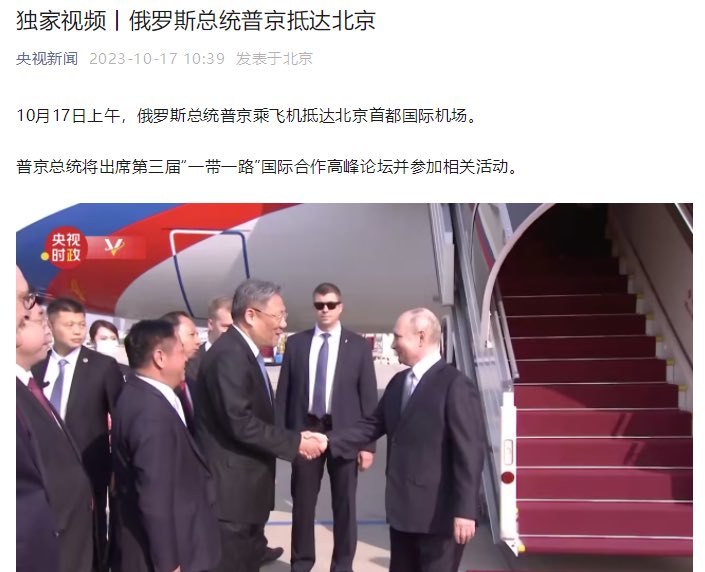 独家视频丨俄罗斯总统普京抵达北京
央视新闻 2023-10-17 10:39 发表于北京
10月17日上午，俄罗斯总统普京乘飞机抵达北京首都国际机场。
普京总统将出席第三届“一带一路”国际合作高峰论坛并参加相关活动。
央视
时政